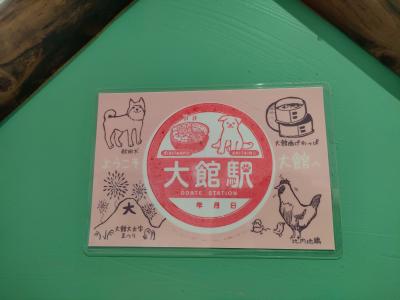 秋田犬
大館曲げわっぱ
ようこそ
大館へ
大館駅
ODATE STATION
年 月 日
大
大館大文字
まつり
比内地鶏